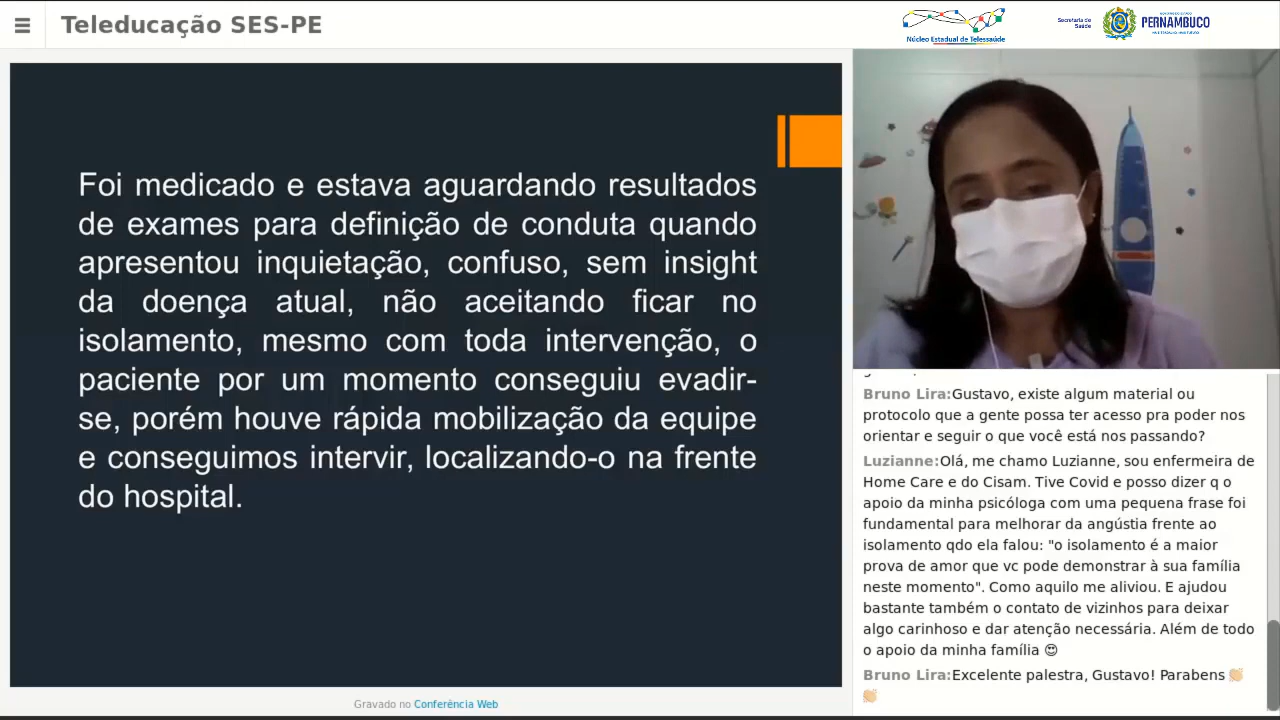 Teleducação SES-PE
Núcleo Estadual de Telessaúde
Secretaria de
Saúde
PERNAMBUCO
Foi medicado e estava aguardando resultados
de exames para definição de conduta quando
apresentou inquietação, confuso, sem insight
da doença atual, não aceitando ficar no
isolamento, mesmo com toda intervenção, o
paciente por um momento conseguiu evadir-
se, porém houve rápida mobilização da equipe
e conseguimos intervir, localizando-o na frente
do hospital.
Gravado no Conferência Web
Bruno Lira:Gustavo, existe algum material ou
protocolo que a gente possa ter acesso pra poder nos
orientar e seguir o que você está nos passando?
Luzianne:Olá, me chamo Luzianne, sou enfermeira de
Home Care e do Cisam. Tive Covid e posso dizer q o
apoio da minha psicóloga com uma pequena frase foi
fundamental para melhorar da angústia frente ao
isolamento qdo ela falou: "o isolamento é a maior
prova de amor que vc pode demonstrar à sua família
neste momento". Como aquilo me aliviou. E ajudou
bastante também o contato de vizinhos para deixar
algo carinhoso e dar atenção necessária. Além de todo
o apoio da minha família 😍
Bruno Lira:Excelente palestra, Gustavo! Parabens 👏🏼
👏🏼